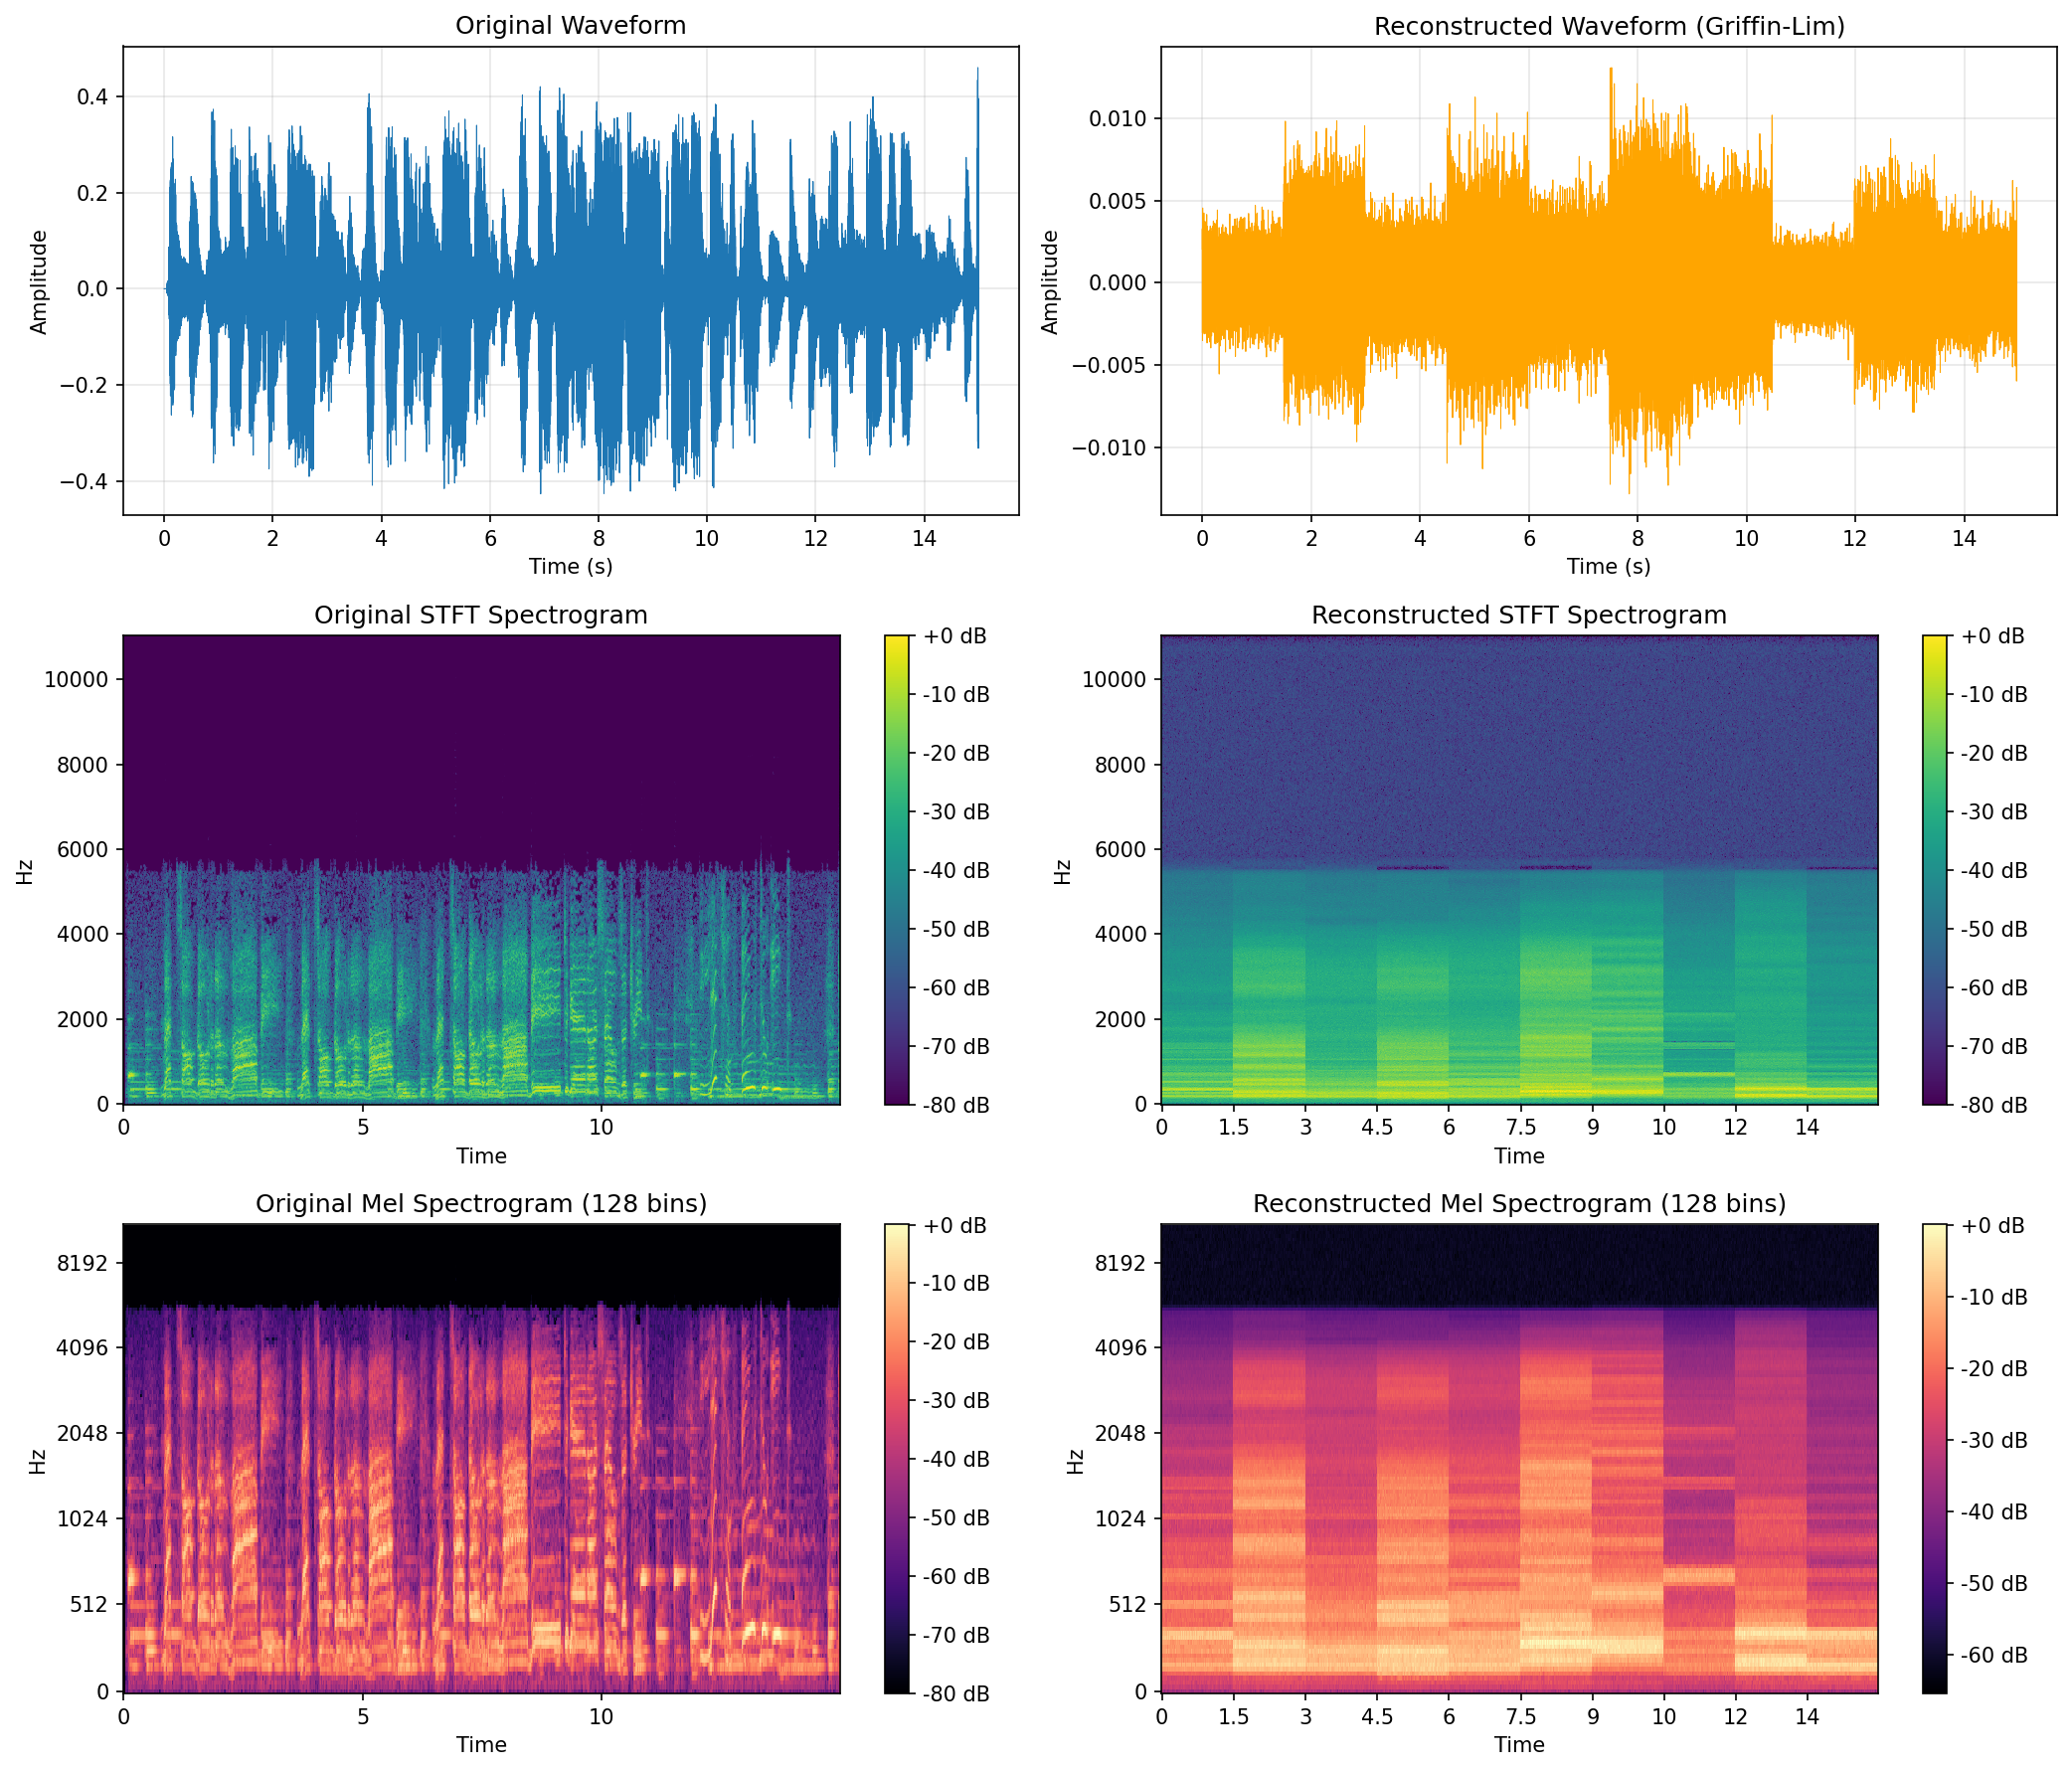 Original Waveform
Amplitude
0.4
0.2
0.0
−0.2
−0.4
0 2 4 6 8 10 12 14
Time (s)
Reconstructed Waveform (Griffin-Lim)
Amplitude
0.010
0.005
0.000
−0.005
−0.010
0 2 4 6 8 10 12 14
Time (s)
Original STFT Spectrogram
Hz
10000
8000
6000
4000
2000
0
0 5 10
Time
+0 dB
-10 dB
-20 dB
-30 dB
-40 dB
-50 dB
-60 dB
-70 dB
-80 dB
Reconstructed STFT Spectrogram
Hz
10000
8000
6000
4000
2000
0
0 1.5 3 4.5 6 7.5 9 10 12 14
Time
+0 dB
-10 dB
-20 dB
-30 dB
-40 dB
-50 dB
-60 dB
-70 dB
-80 dB
Original Mel Spectrogram (128 bins)
Hz
8192
4096
2048
1024
512
0
0 5 10
Time
+0 dB
-10 dB
-20 dB
-30 dB
-40 dB
-50 dB
-60 dB
-70 dB
-80 dB
Reconstructed Mel Spectrogram (128 bins)
Hz
8192
4096
2048
1024
512
0
0 1.5 3 4.5 6 7.5 9 10 12 14
Time
+0 dB
-10 dB
-20 dB
-30 dB
-40 dB
-50 dB
-60 dB